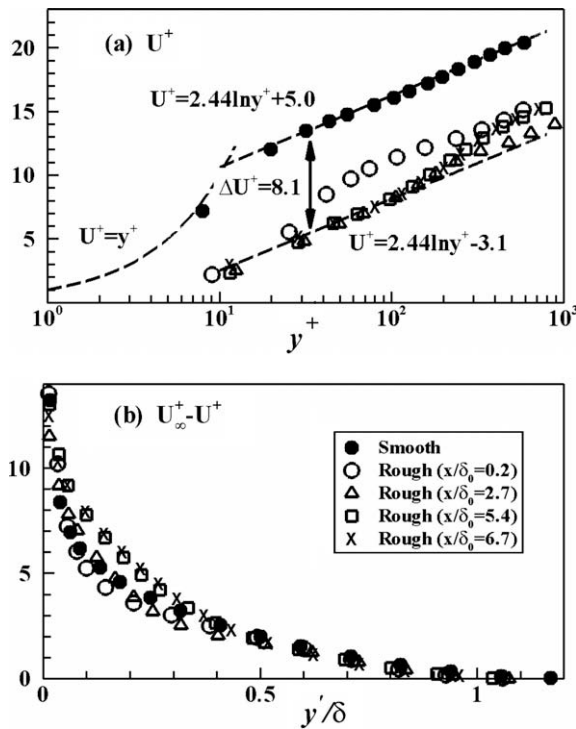 (a) U⁺
20
15
10
5
U⁺=2.44lny⁺+5.0
ΔU⁺=8.1
U⁺=y⁺
U⁺=2.44lny⁺-3.1
10⁰ 10¹ 10² 10³
y⁺
(b) U⁺∞-U⁺
10
5
0
Smooth
Rough (x/δ₀=0.2)
Rough (x/δ₀=2.7)
Rough (x/δ₀=5.4)
Rough (x/δ₀=6.7)
0 0.5 1
y'/δ